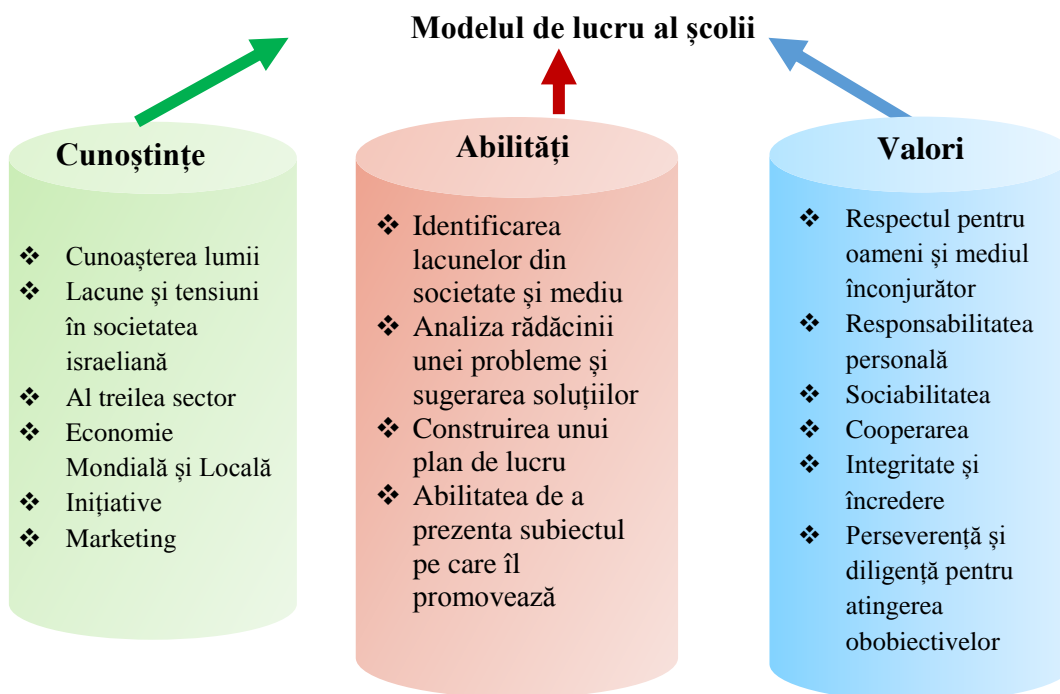 Modelul de lucru al școlii
Cunoștințe
❖ Cunoașterea lumii
❖ Lacune și tensiuni
în societatea
israeliană
❖ Al treilea sector
❖ Economie
Mondială și Locală
❖ Inițiative
❖ Marketing
Abilități
❖ Identificarea
lacunelor din
societate și mediu
❖ Analiza rădăcinii
unei probleme și
sugerarea soluțiilor
❖ Construirea unui
plan de lucru
❖ Abilitatea de a
prezenta subiectul
pe care îl
promovează
Valori
❖ Respectul pentru
oameni și mediul
înconjurător
❖ Responsabilitatea
personală
❖ Sociabilitatea
❖ Cooperarea
❖ Integritate și
încredere
❖ Perseverență și
diligență pentru
atingerea
obobiectivelor